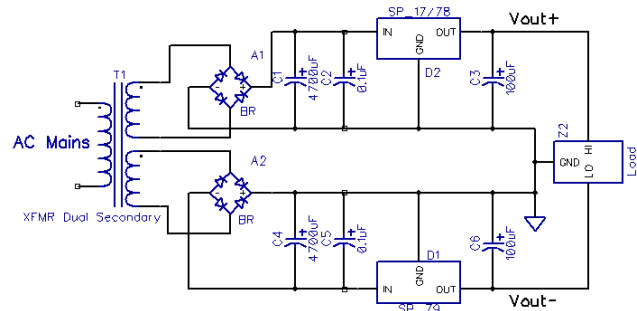 SP_17/78
Vout+
IN
OUT
GND
D2
A1
T1
+
-
BR
C1
4700uF
C2
0.1uF
C3
100uF
Z2
HI
GND
LO
Load
AC Mains
XFMR Dual Secondary
A2
-
+
BR
C4
4700uF
C5
0.1uF
C6
100uF
D1
GND
IN
OUT
SP_79
Vout-